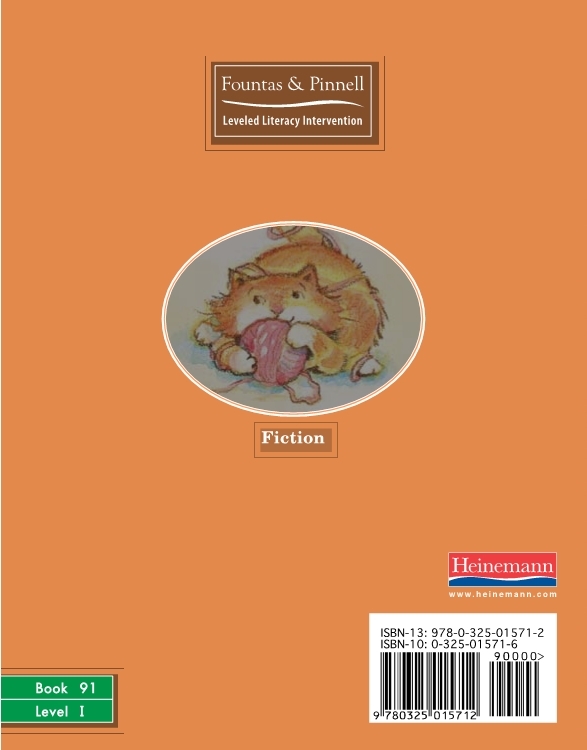 Fountas & Pinnell
Leveled Literacy Intervention
Fiction
Heinemann
www.heinemann.com
ISBN-13: 978-0-325-01571-2
ISBN-10: 0-325-01571-6
90000>
9 780325 015712
Book 91
Level I